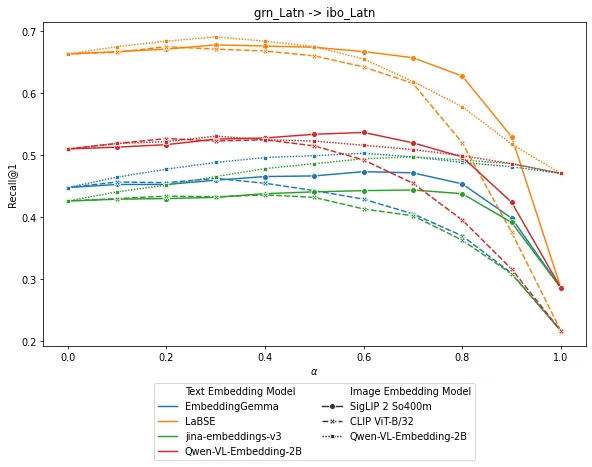 grn_Latn -> ibo_Latn
0.7
0.6
0.5
0.4
0.3
0.2
Recall@1
0.0 0.2 0.4 0.6 0.8 1.0
α
Text Embedding Model Image Embedding Model
EmbeddingGemma SigLIP 2 So400m
LaBSE CLIP ViT-B/32
jina-embeddings-v3 Qwen-VL-Embedding-2B
Qwen-VL-Embedding-2B